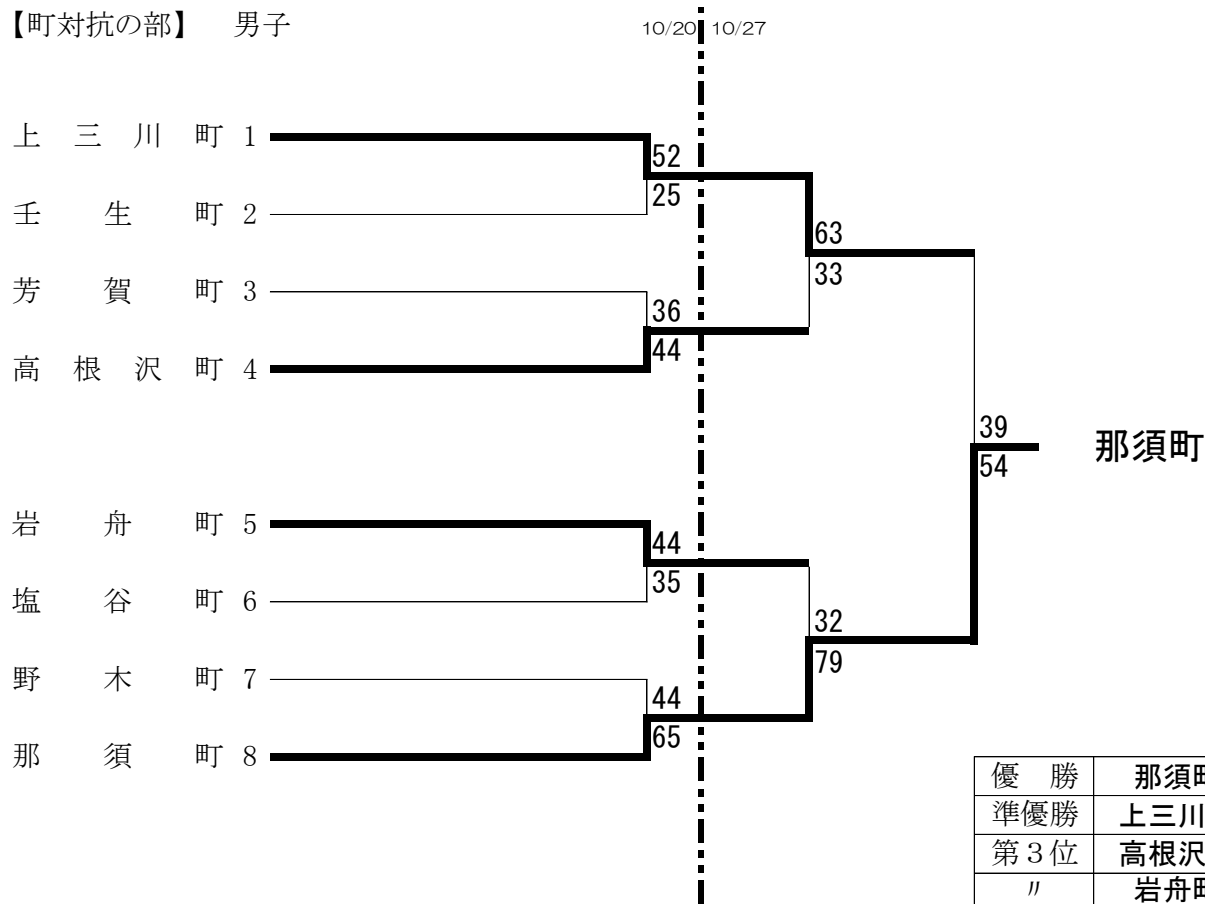 【町対抗の部】 男子
10/20 10/27
上三川町 1
52
25
壬生町 2
63
33
芳賀町 3
36
44
高根沢町 4
39
54
那須町
岩舟町 5
44
35
塩谷町 6
32
79
野木町 7
44
65
那須町 8
優勝 那須町
準優勝 上三川
第3位 高根沢
〃 岩舟町